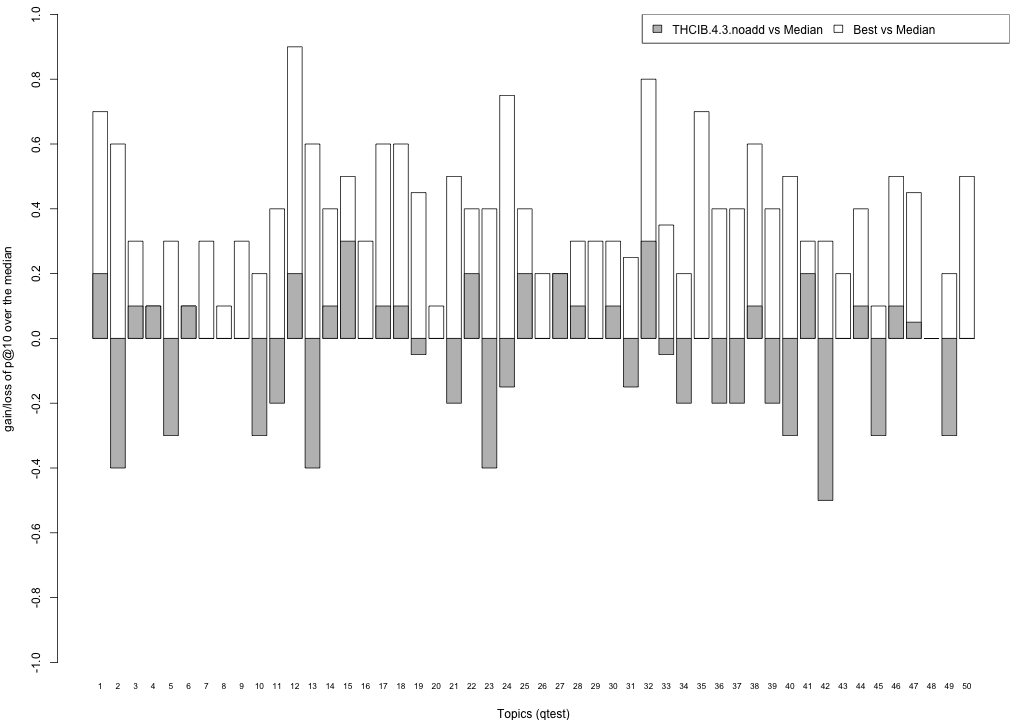 THCIB.4.3.noadd vs Median Best vs Median
1.0
0.8
0.6
0.4
0.2
0.0
-0.2
-0.4
-0.6
-0.8
-1.0
gain/loss of p@10 over the median
1 2 3 4 5 6 7 8 9 10 11 12 13 14 15 16 17 18 19 20 21 22 23 24 25 26 27 28 29 30 31 32 33 34 35 36 37 38 39 40 41 42 43 44 45 46 47 48 49 50
Topics (qtest)